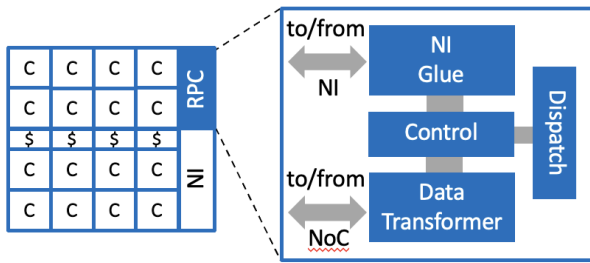 C C C C
C C C C
$ $ $ $
C C C C
C C C C
RPC
NI
to/from
NI
NI
Glue
Control
Dispatch
to/from
NoC
Data
Transformer